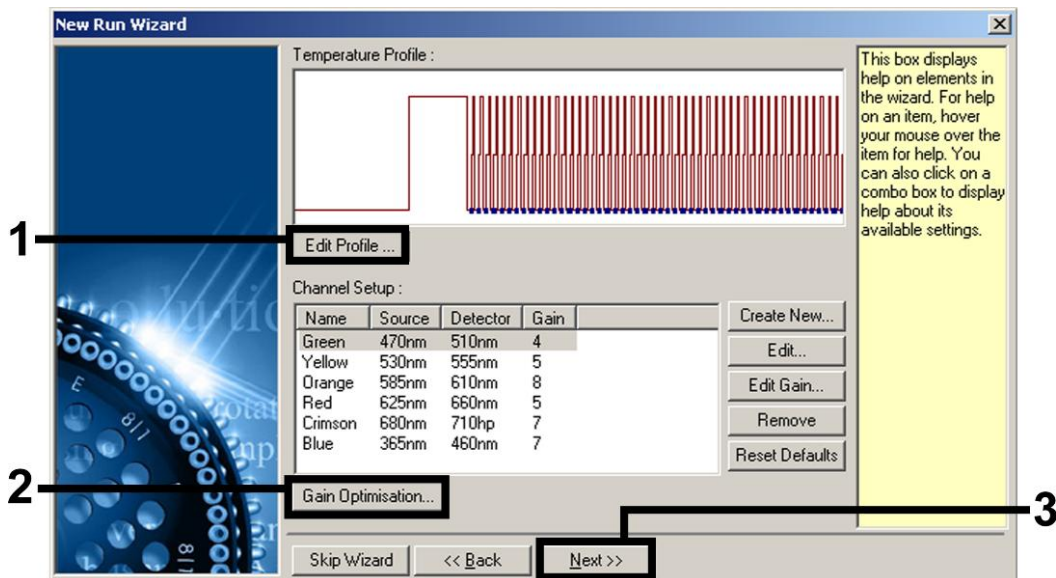 New Run Wizard
Temperature Profile :
This box displays
help on elements in
the wizard. For help
on an item, hover
your mouse over the
item for help. You
can also click on a
combo box to display
help about its
available settings.
1
Edit Profile ...
Channel Setup :
Name Source Detector Gain
Green 470nm 510nm 4
Yellow 530nm 555nm 5
Orange 585nm 610nm 8
Red 625nm 660nm 5
Crimson 680nm 710hp 7
Blue 365nm 460nm 7
Create New...
Edit...
Edit Gain...
Remove
Reset Defaults
2
Gain Optimisation...
3
Skip Wizard
<< Back
Next >>